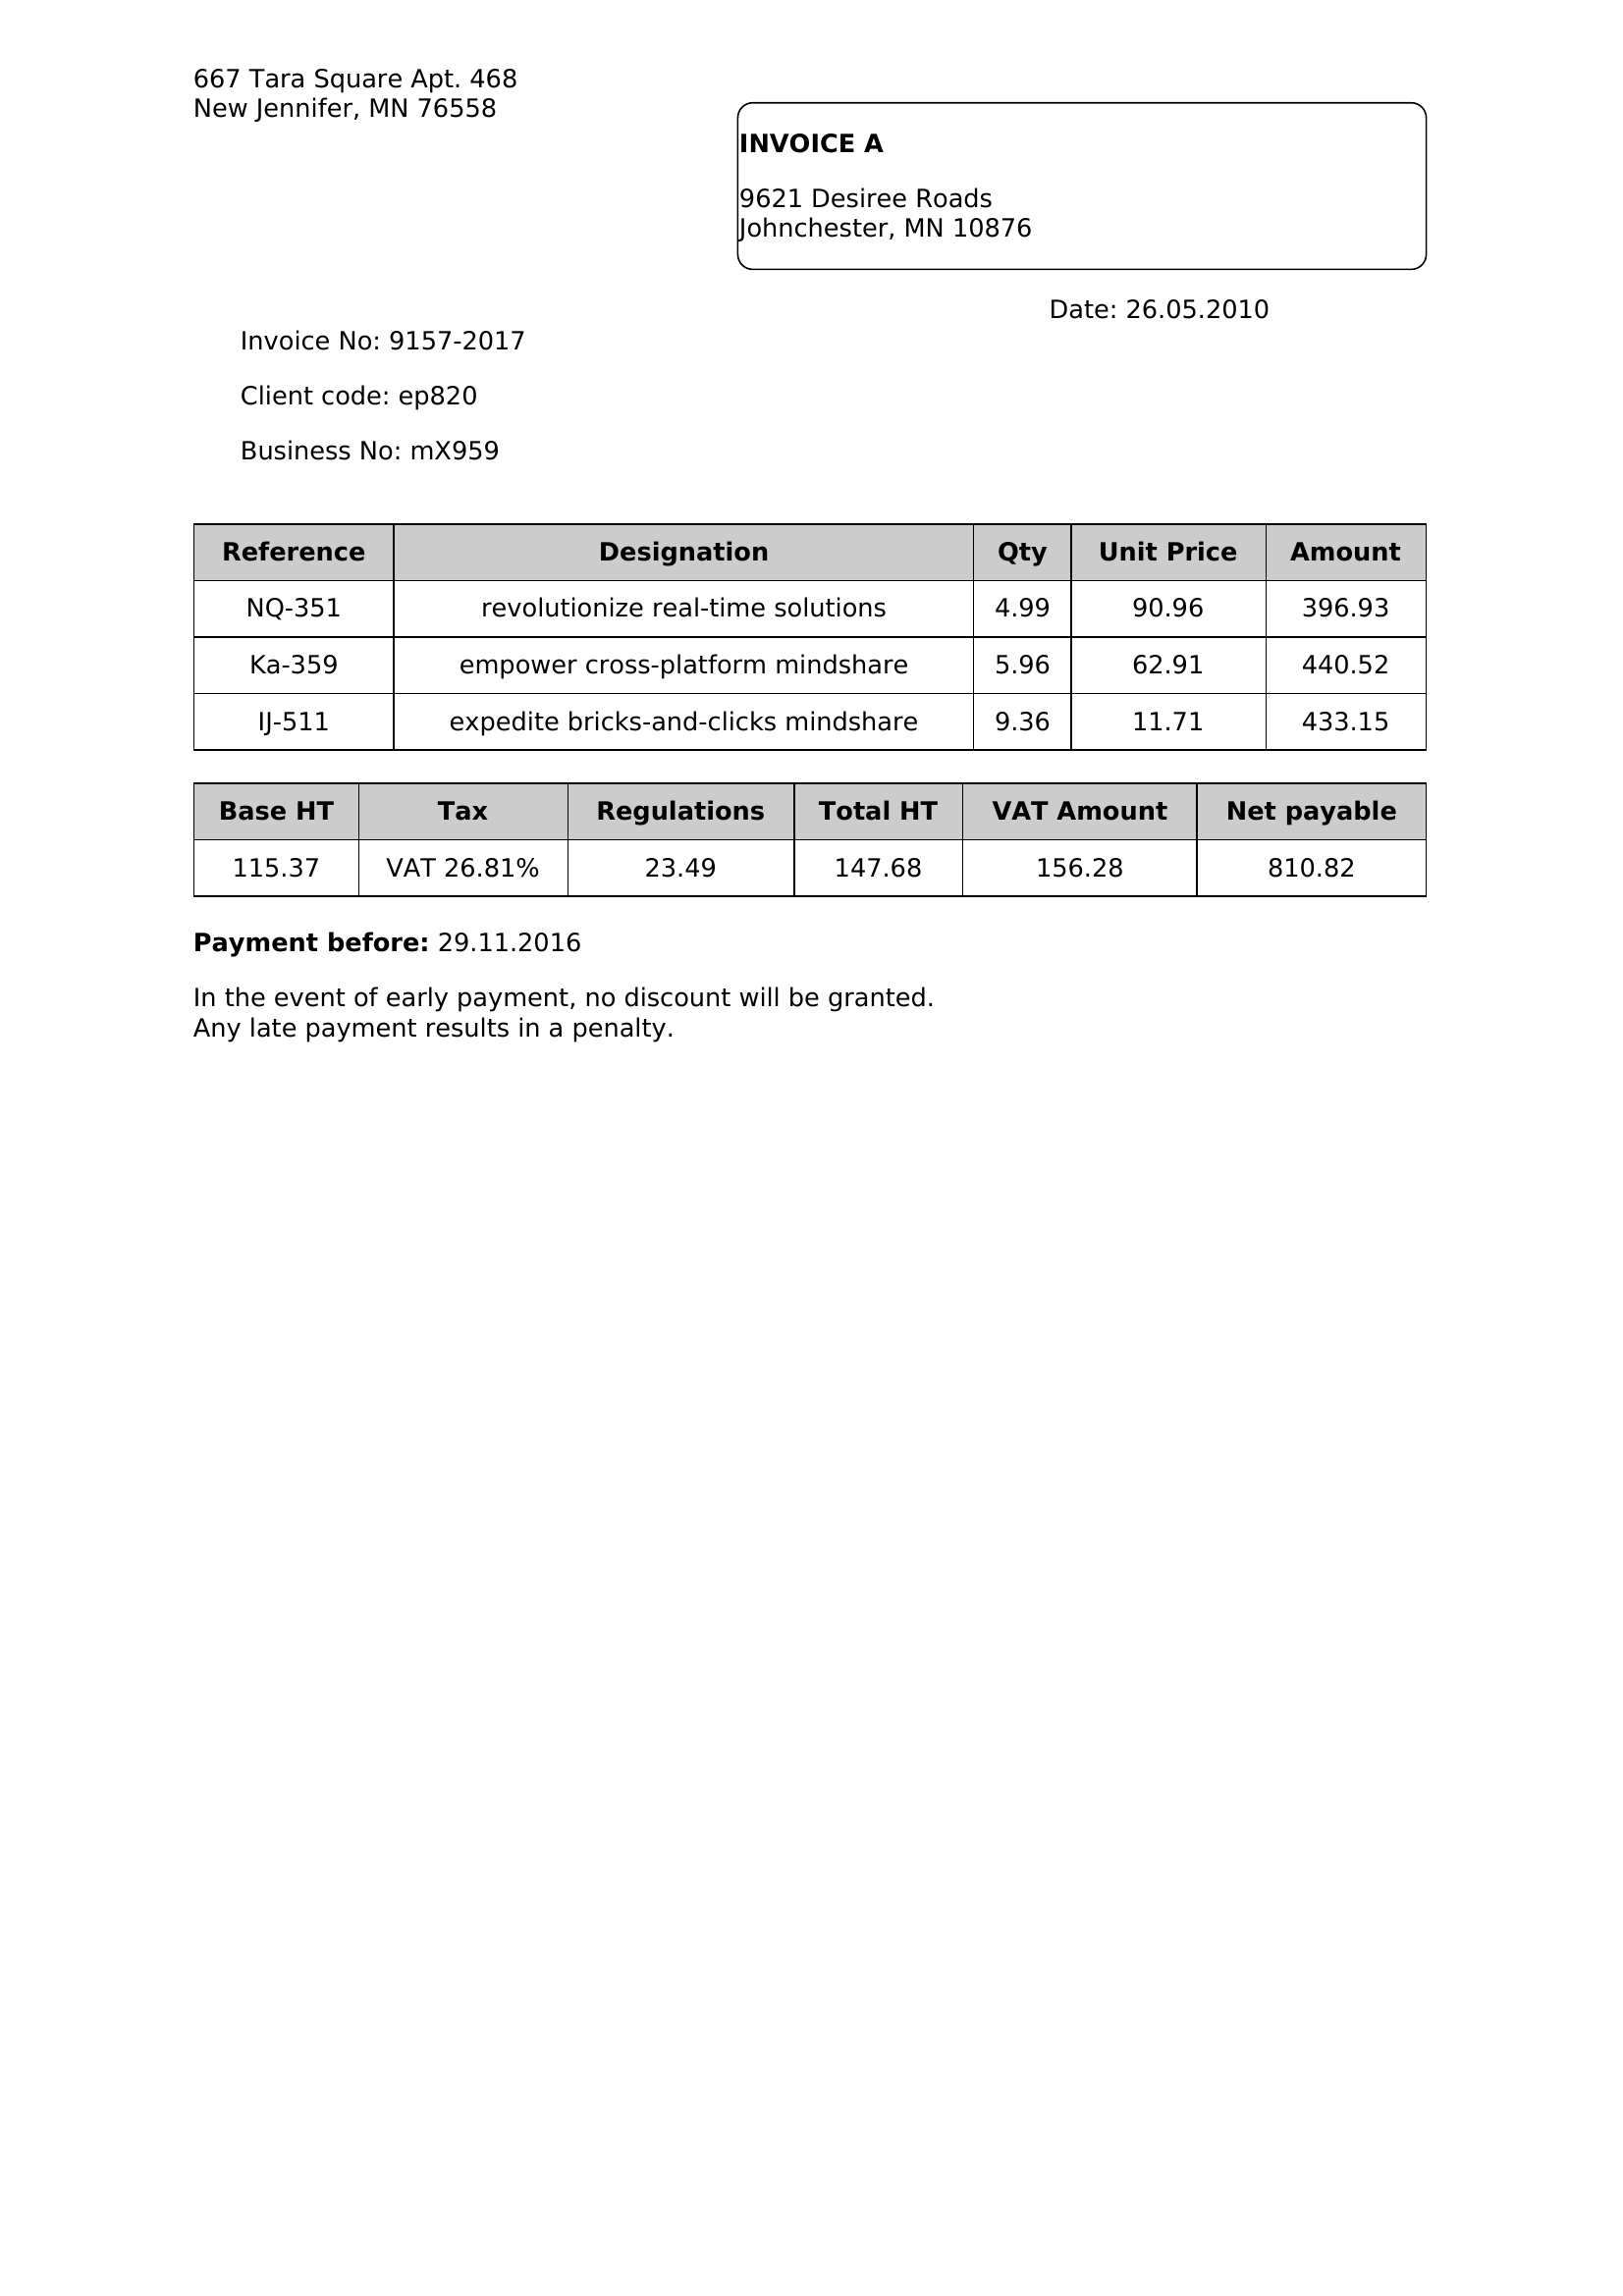 667 Tara Square Apt. 468
New Jennifer, MN 76558
INVOICE A
9621 Desiree Roads
Johnchester, MN 10876
Date: 26.05.2010
Invoice No: 9157-2017
Client code: ep820
Business No: mX959
Reference Designation Qty Unit Price Amount
NQ-351 revolutionize real-time solutions 4.99 90.96 396.93
Ka-359 empower cross-platform mindshare 5.96 62.91 440.52
IJ-511 expedite bricks-and-clicks mindshare 9.36 11.71 433.15
Base HT Tax Regulations Total HT VAT Amount Net payable
115.37 VAT 26.81% 23.49 147.68 156.28 810.82
Payment before: 29.11.2016
In the event of early payment, no discount will be granted.
Any late payment results in a penalty.